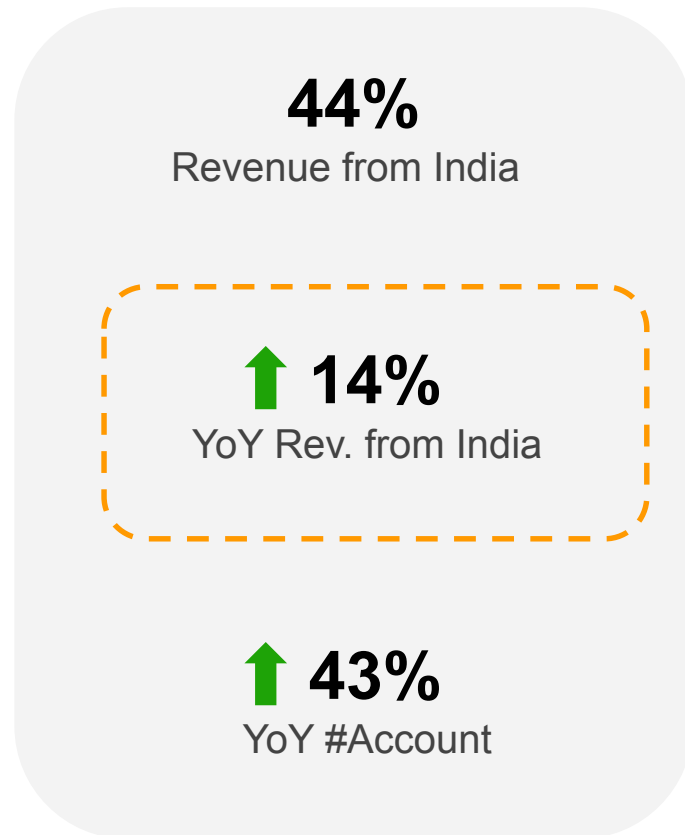 44%
Revenue from India
14%
YoY Rev. from India
43%
YoY #Account